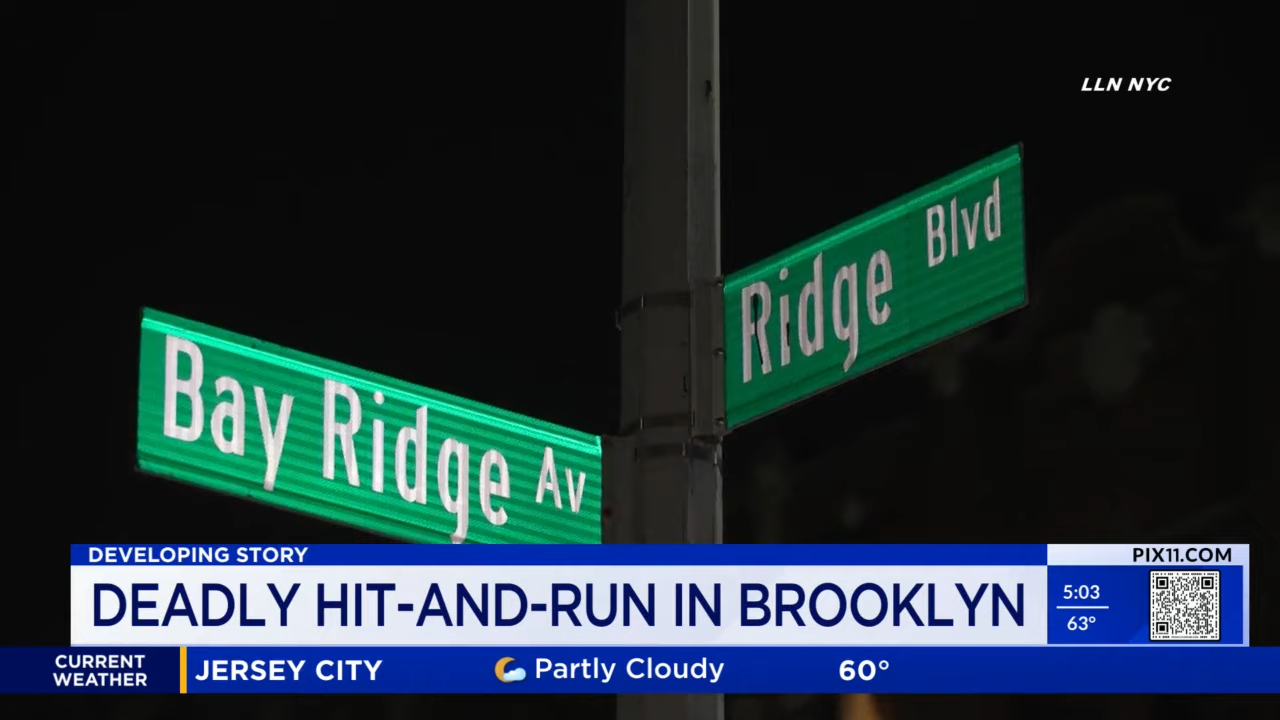 LLN NYC
Ridge Blvd
Bay Ridge Av
DEVELOPING STORY
PIX11.COM
DEADLY HIT-AND-RUN IN BROOKLYN
5:03
63°
CURRENT WEATHER
JERSEY CITY Partly Cloudy 60°